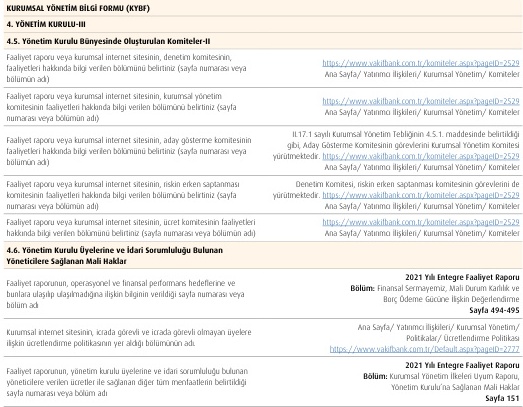 KURUMSAL YÖNETİM BİLGİ FORMU (KYBF)
4. YÖNETİM KURULU-III
4.5. Yönetim Kurulu Bünyesinde Oluşturulan Komiteler-II
Faaliyet raporu veya kurumsal internet sitesinin, denetim komitesinin,
faaliyetleri hakkında bilgi verilen bölümünü belirtiniz (sayfa numarası veya
bölüm adı)
https://www.vakifbank.com.tr/komiteler.aspx?pageID=2529
Ana Sayfa/ Yatırımcı İlişkileri/ Kurumsal Yönetim/ Komiteler
Faaliyet raporu veya kurumsal internet sitesinin, kurumsal yönetim
komitesinin faaliyetleri hakkında bilgi verilen bölümünü belirtiniz (sayfa
numarası veya bölüm adı)
https://www.vakifbank.com.tr/komiteler.aspx?pageID=2529
Ana Sayfa/ Yatırımcı İlişkileri/ Kurumsal Yönetim/ Komiteler
Faaliyet raporu veya kurumsal internet sitesinin, aday gösterme komitesinin
faaliyetleri hakkında bilgi verilen bölümünü belirtiniz (sayfa numarası veya
bölüm adı)
II.17.1 sayılı Kurumsal Yönetim Tebliğinin 4.5.1. maddesinde belirtildiği
gibi, Aday Gösterme Komitesinin görevlerini Kurumsal Yönetim Komitesi
yürütmektedir. https://www.vakifbank.com.tr/komiteler.aspx?pageID=2529
Ana Sayfa/ Yatırımcı İlişkileri/ Kurumsal Yönetim/ Komiteler
Faaliyet raporu veya kurumsal internet sitesinin, riskin erken saptanması
komitesinin faaliyetleri hakkında bilgi verilen bölümünü belirtiniz (sayfa
numarası veya bölüm adı)
Denetim Komitesi, riskin erken saptanması komitesinin görevlerini de
yürütmektedir. https://www.vakifbank.com.tr/komiteler.aspx?pageID=2529
Ana Sayfa/ Yatırımcı İlişkileri/ Kurumsal Yönetim/ Komiteler
Faaliyet raporu veya kurumsal internet sitesinin, ücret komitesinin faaliyetleri
hakkında bilgi verilen bölümünü belirtiniz (sayfa numarası veya bölüm adı)
https://www.vakifbank.com.tr/komiteler.aspx?pageID=2529
Ana Sayfa/ Yatırımcı İlişkileri/ Kurumsal Yönetim/ Komiteler
4.6. Yönetim Kurulu Üyelerine ve İdari Sorumluluğu Bulunan
Yöneticilere Sağlanan Mali Haklar
Faaliyet raporunun, operasyonel ve finansal performans hedeflerine ve
bunlara ulaşılıp ulaşılmadığına ilişkin bilginin verildiği sayfa numarası veya
bölüm adı
2021 Yılı Entegre Faaliyet Raporu
Bölüm: Finansal Sermayemiz, Mali Durum Karlılık ve
Borç Ödeme Gücüne İlişkin Değerlendirme
Sayfa 494-495
Kurumsal internet sitesinin, icrada görevli ve icrada görevli olmayan üyelere
ilişkin ücretlendirme politikasının yer aldığı bölümünün adı.
Ana Sayfa/ Yatırımcı İlişkileri/ Kurumsal Yönetim/
Politikalar/ Ücretlendirme Politikası
https://www.vakifbank.com.tr/Default.aspx?pageID=2777
Faaliyet raporunun, yönetim kurulu üyelerine ve idari sorumluluğu bulunan
yöneticilere verilen ücretler ile sağlanan diğer tüm menfaatlerin belirtildiği
sayfa numarası veya bölüm adı
2021 Yılı Entegre Faaliyet Raporu
Bölüm: Kurumsal Yönetim İlkeleri Uyum Raporu,
Yönetim Kurulu'na Sağlanan Mali Haklar
Sayfa 151